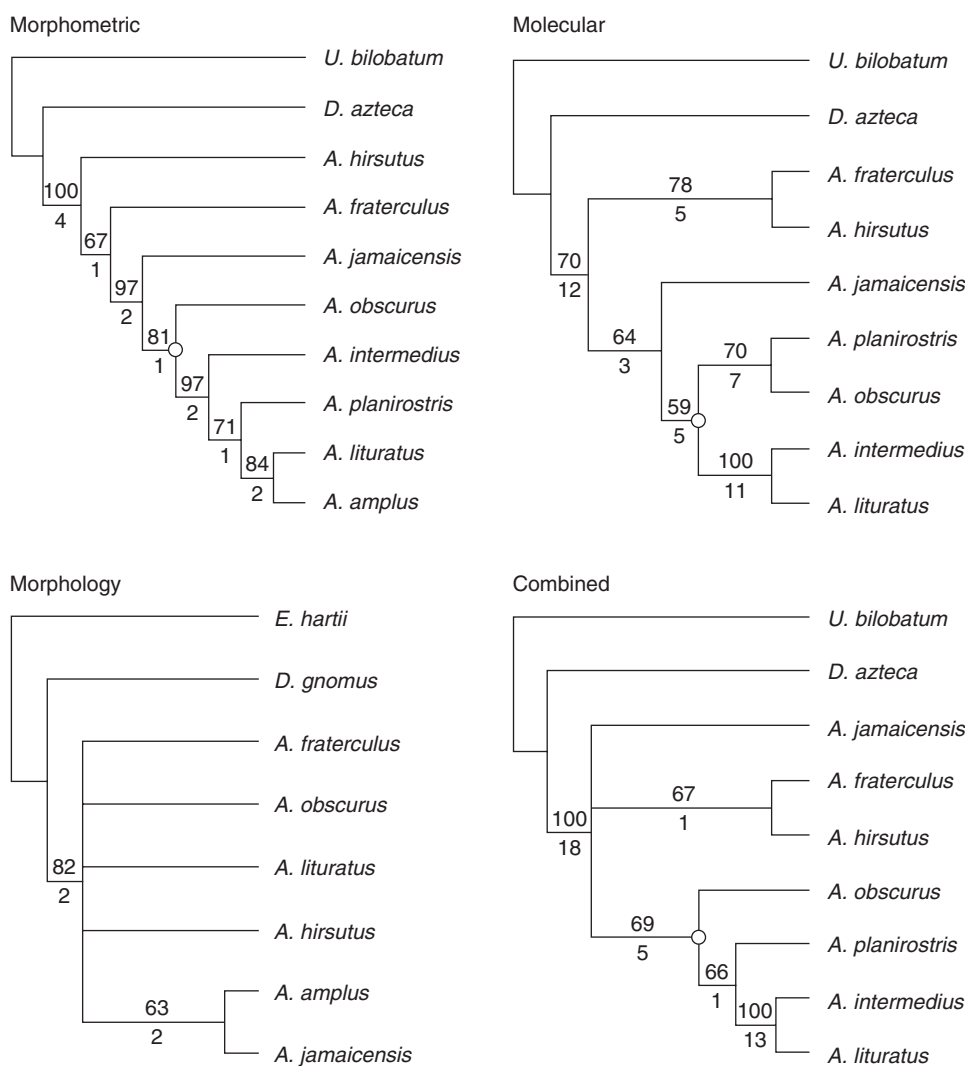 Morphometric
U. bilobatum
D. azteca
A. hirsutus
100
4
A. fraterculus
67
1
A. jamaicensis
97
2
A. obscurus
81
1
A. intermedius
97
2
A. planirostris
71
1
A. lituratus
84
2
A. amplus
Molecular
U. bilobatum
D. azteca
A. fraterculus
78
5
A. hirsutus
70
12
A. jamaicensis
64
3
A. planirostris
70
7
A. obscurus
59
5
A. intermedius
100
11
A. lituratus
Morphology
E. hartii
D. gnomus
A. fraterculus
A. obscurus
A. lituratus
82
2
A. hirsutus
A. amplus
63
2
A. jamaicensis
Combined
U. bilobatum
D. azteca
A. jamaicensis
A. fraterculus
67
1
A. hirsutus
100
18
A. obscurus
69
5
A. planirostris
66
1
A. intermedius
100
13
A. lituratus